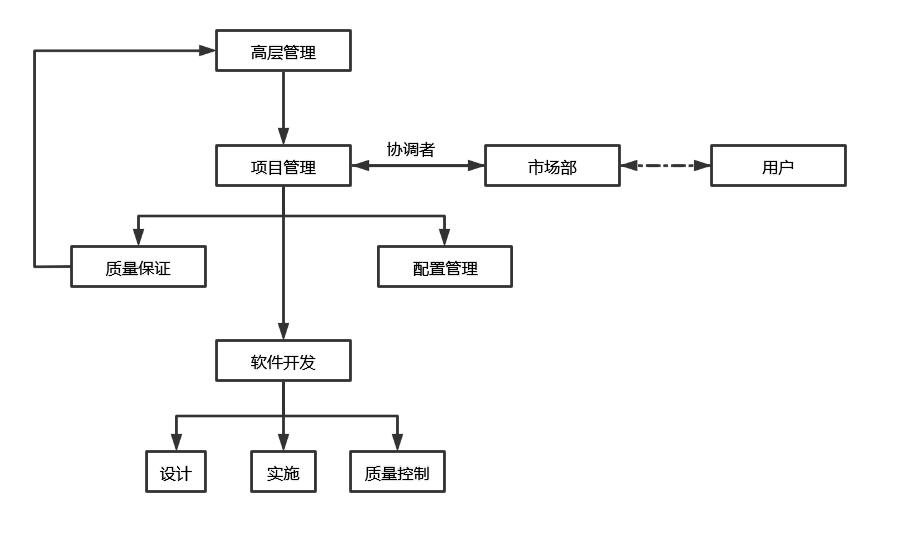 高层管理
协调者
项目管理
市场部
用户
质量保证
配置管理
软件开发
设计
实施
质量控制